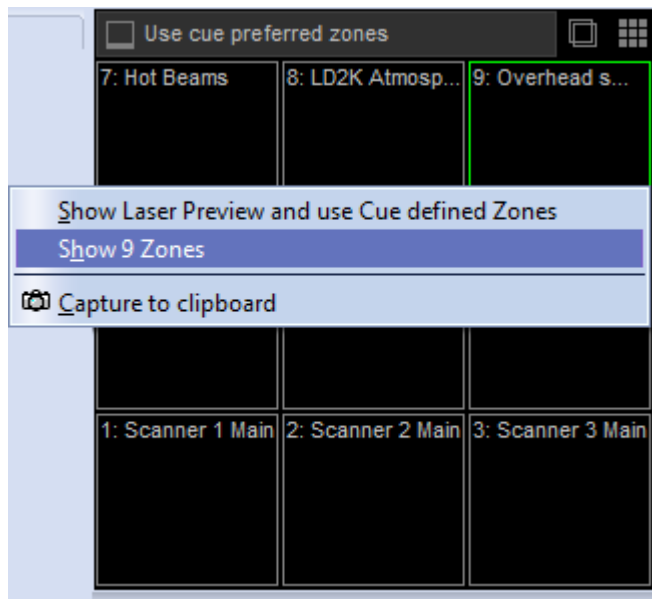 Use cue preferred zones
7: Hot Beams
8: LD2K Atmosp...
9: Overhead s...
Show Laser Preview and use Cue defined Zones
Show 9 Zones
Capture to clipboard
1: Scanner 1 Main
2: Scanner 2 Main
3: Scanner 3 Main